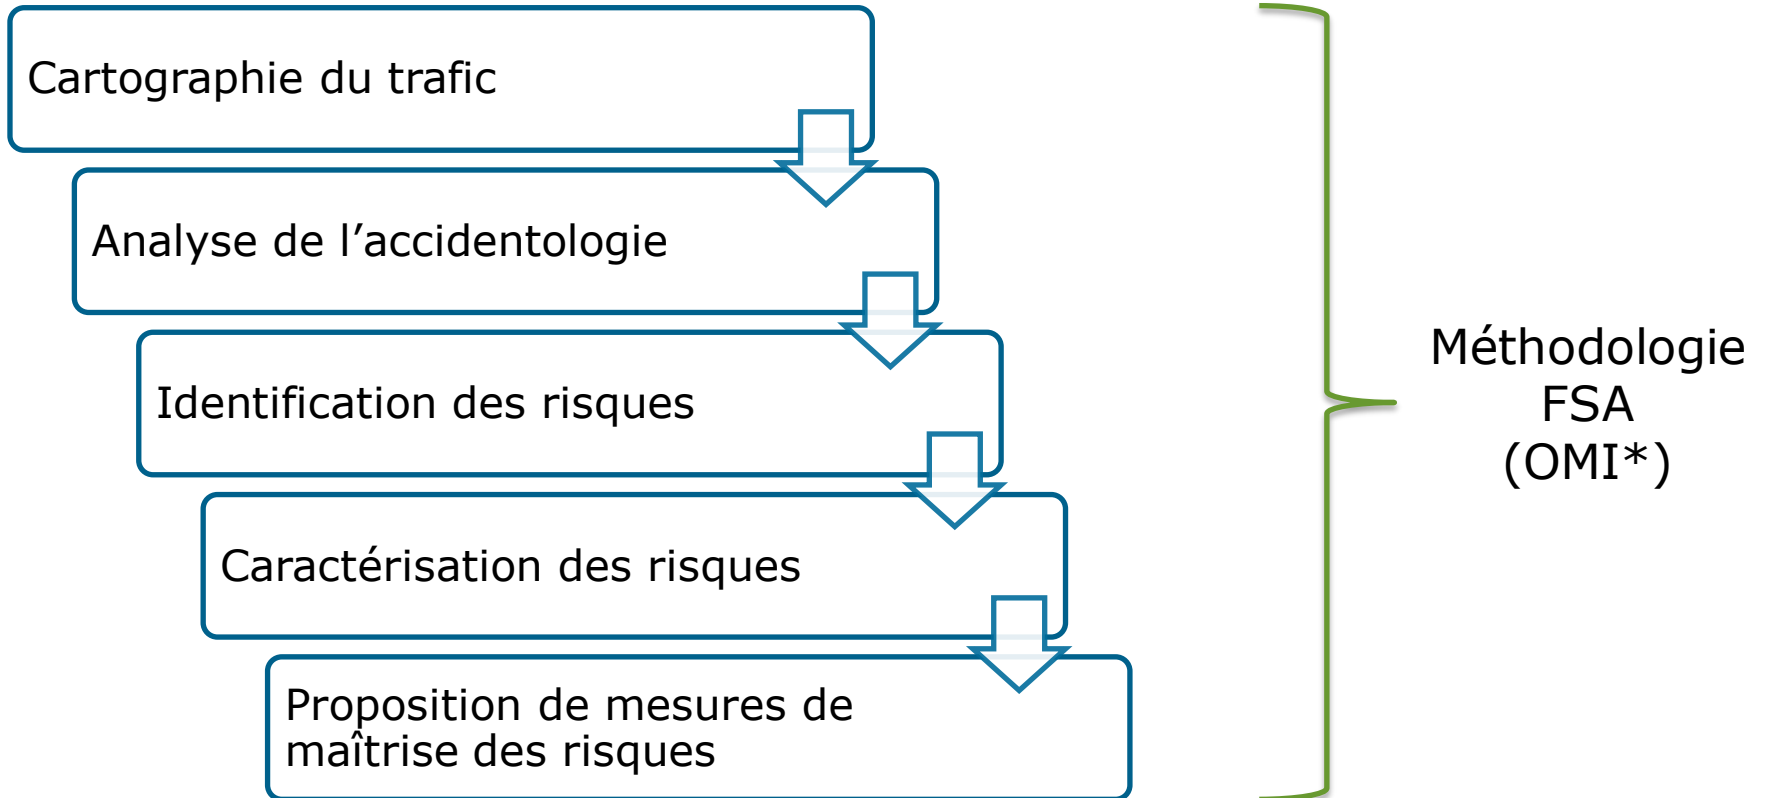 Cartographie du trafic
Analyse de l’accidentologie
Identification des risques
Caractérisation des risques
Proposition de mesures de
maîtrise des risques
Méthodologie
FSA
(OMI*)